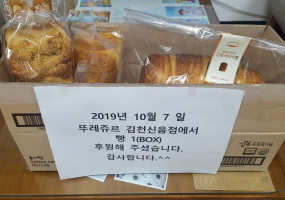 2019년 10월 7일
뚜레쥬르 김천신음점에서
빵 1(BOX)
후원해 주셨습니다.
감사합니다.^^